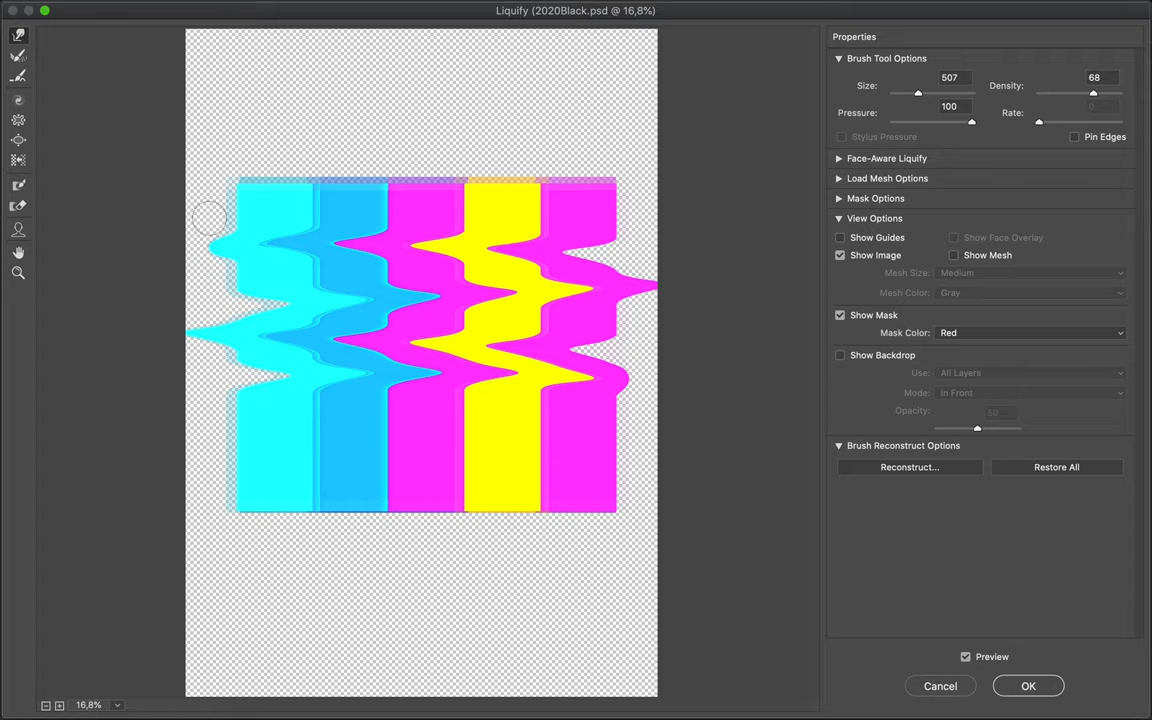 Liquify (2020Black.psd @ 16,8%)
Properties
Brush Tool Options
Size: 507 Density: 68
Pressure: 100 Rate: 0
Stylus Pressure Pin Edges
Face-Aware Liquify
Load Mesh Options
Mask Options
View Options
Show Guides Show Face Overlay
Show Image Show Mesh
Mesh Size: Medium
Mesh Color: Gray
Show Mask
Mask Color: Red
Show Backdrop
Use: All Layers
Mode: In Front
Opacity: 50
Brush Reconstruct Options
Reconstruct... Restore All
Preview
Cancel OK
16,8%